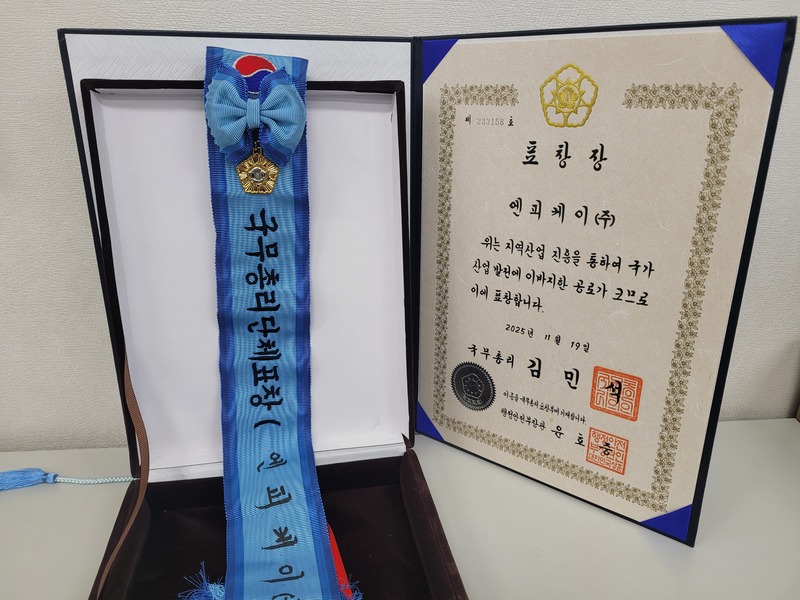 국무총리단체표창(엔피케이
제 233158 호
표창장
엔피케이(주)
위는 지역산업 진흥을 통하여 국가
산업발전에 이바지한 공로가 크므로
이에 표창합니다.
2025년 11월 19일
국무총리 김민석
이 증을 국무총리 표창부에 기재합니다.
행정안전부장관 윤호중